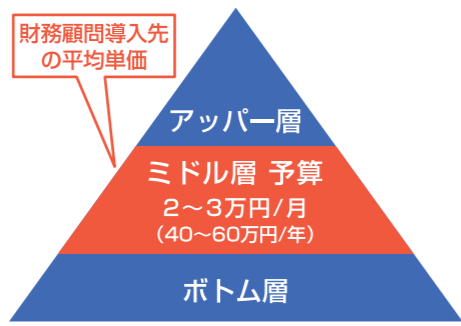 財務顧問導入先
の平均単価
アッパー層
ミドル層 予算
2〜3万円/月
(40〜60万円/年)
ボトム層